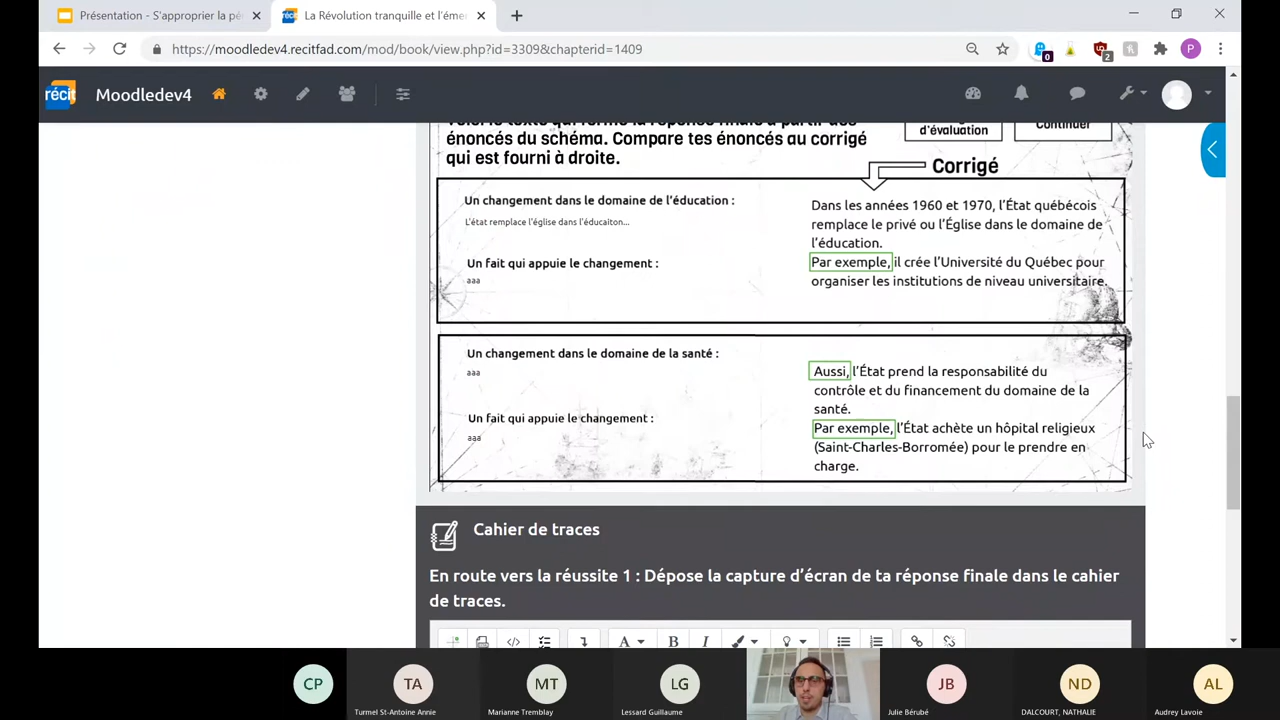 Présentation - S'approprier la pé
La Révolution tranquille et l'éme
https://moodledev4.recitfad.com/mod/book/view.php?id=3309&chapterid=1409
0
2
P
récit
Moodledev4
énoncés du schéma. Compare tes énoncés au corrigé
qui est fourni à droite.
d'évaluation
Continuer
Corrigé
Un changement dans le domaine de l'éducation :
L'état remplace l'église dans l'éducaiton...
Un fait qui appuie le changement :
aaa
Dans les années 1960 et 1970, l'État québécois
remplace le privé ou l'Église dans le domaine de
l'éducation.
Par exemple, il crée l'Université du Québec pour
organiser les institutions de niveau universitaire.
Un changement dans le domaine de la santé :
aaa
Un fait qui appuie le changement :
aaa
Aussi, l'État prend la responsabilité du
contrôle et du financement du domaine de la
santé.
Par exemple, l'État achète un hôpital religieux
(Saint-Charles-Borromée) pour le prendre en
charge.
Cahier de traces
En route vers la réussite 1 : Dépose la capture d'écran de ta réponse finale dans le cahier
de traces.
A B I
CP
TA
MT
LG
JB
ND
AL
Turmel St-Antoine Annie
Marianne Tremblay
Lessard Guillaume
Julie Bérubé
DALCOURT, NATHALIE
Audrey Lavoie